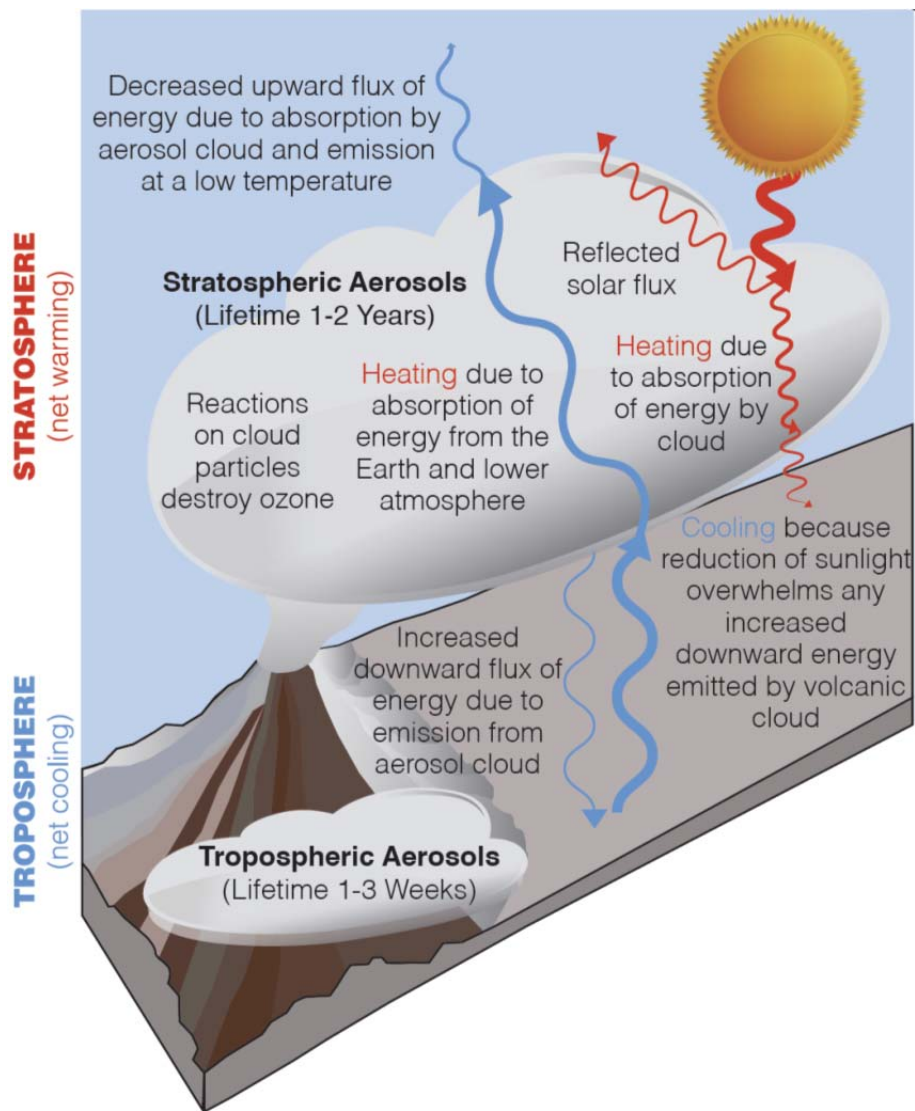 Decreased upward flux of
energy due to absorption by
aerosol cloud and emission
at a low temperature
STRATOSPHERE
(net warming)
Stratospheric Aerosols
(Lifetime 1-2 Years)
Reflected
solar flux
Reactions
on cloud
particles
destroy ozone
Heating due to
absorption of
energy from the
Earth and lower
atmosphere
Heating due
to absorption
of energy by
cloud
Cooling because
reduction of sunlight
overwhelms any
increased
downward energy
emitted by volcanic
cloud
Increased
downward flux of
energy due to
emission from
aerosol cloud
TROPOSPHERE
(net cooling)
Tropospheric Aerosols
(Lifetime 1-3 Weeks)